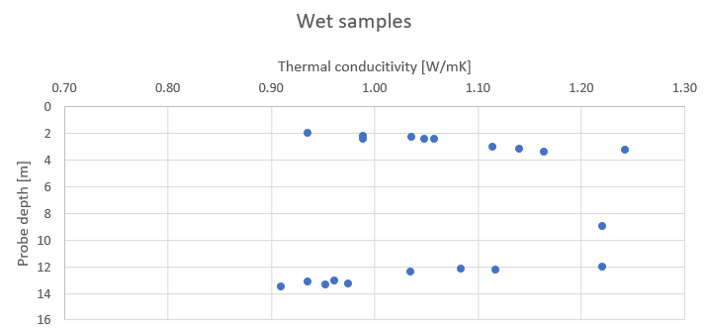 Wet samples
Thermal conducitivity [W/mK]
0.70 0.80 0.90 1.00 1.10 1.20 1.30
0
2
4
6
8
10
12
14
16
Probe depth [m]